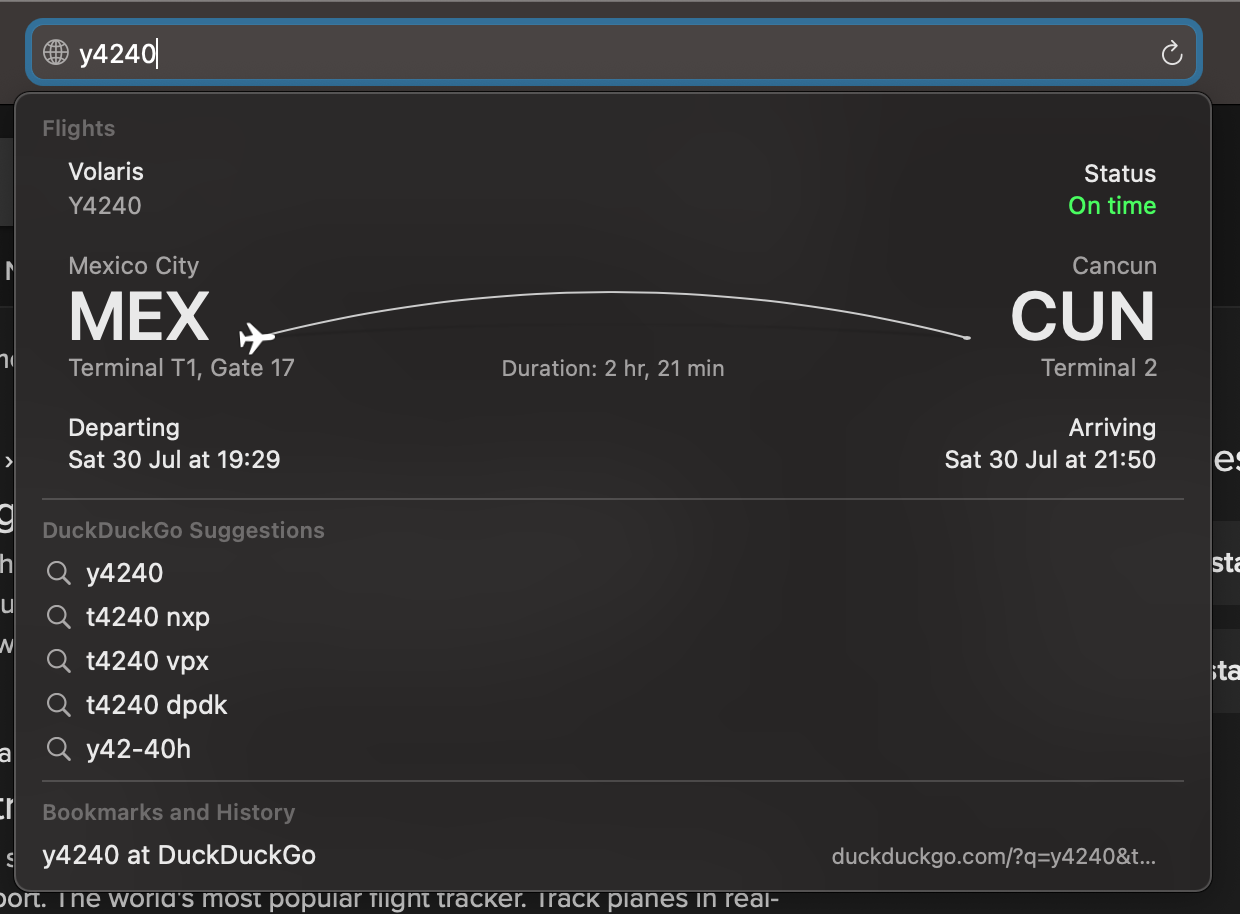 y4240
Flights
Volaris
Y4240
Status
On time
Mexico City
MEX
Terminal T1, Gate 17
Duration: 2 hr, 21 min
Cancun
CUN
Terminal 2
Departing
Sat 30 Jul at 19:29
Arriving
Sat 30 Jul at 21:50
DuckDuckGo Suggestions
y4240
t4240 nxp
t4240 vpx
t4240 dpdk
y42-40h
Bookmarks and History
y4240 at DuckDuckGo
duckduckgo.com/?q=y4240&t...
The world's most popular flight tracker. Track planes in real-